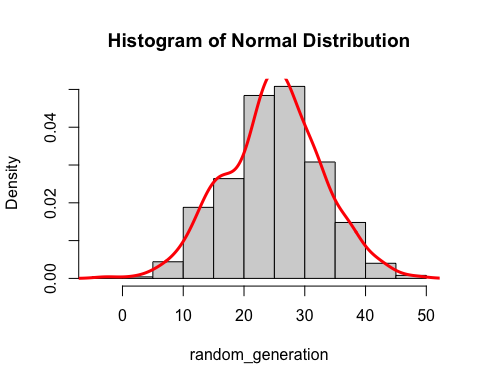 Histogram of Normal Distribution
Density
0.04
0.02
0.00
0 10 20 30 40 50
random_generation